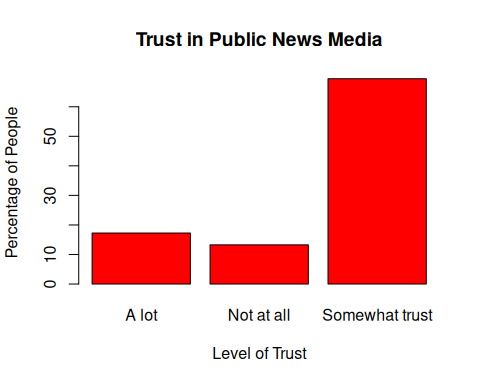 Trust in Public News Media
Percentage of People
50
30
10
0
A lot
Not at all
Somewhat trust
Level of Trust